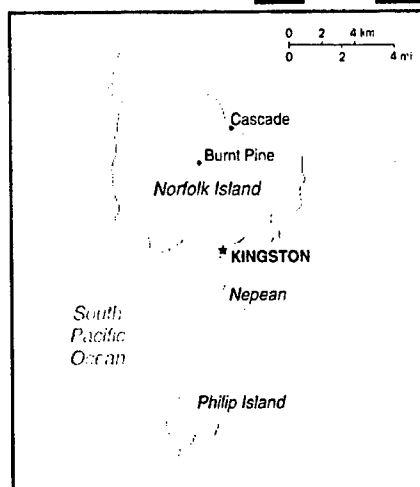 0 2 4 km
0 2 4 mi
Cascade
Burnt Pine
Norfolk Island
KINGSTON
Nepean
South
Pacific
Ocean
Philip Island